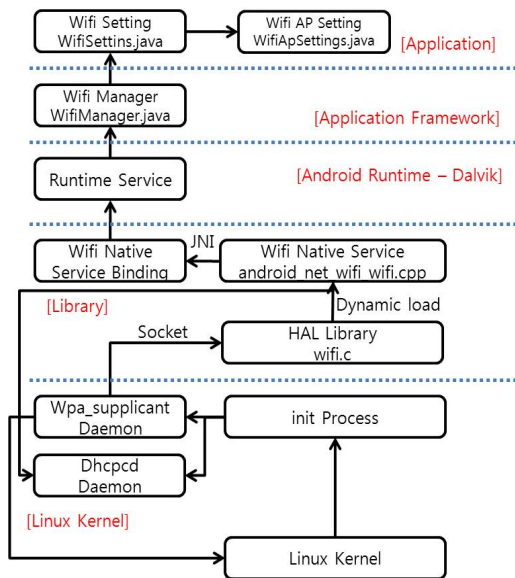 Wifi Setting
WifiSettins.java
Wifi AP Setting
WifiApSettings.java
[Application]
Wifi Manager
WifiManager.java
[Application Framework]
Runtime Service
[Android Runtime – Dalvik]
Wifi Native
Service Binding
JNI
Wifi Native Service
android_net_wifi_wifi.cpp
[Library]
Dynamic load
Socket
HAL Library
wifi.c
Wpa_supplicant
Daemon
init Process
Dhcpcd
Daemon
[Linux Kernel]
Linux Kernel